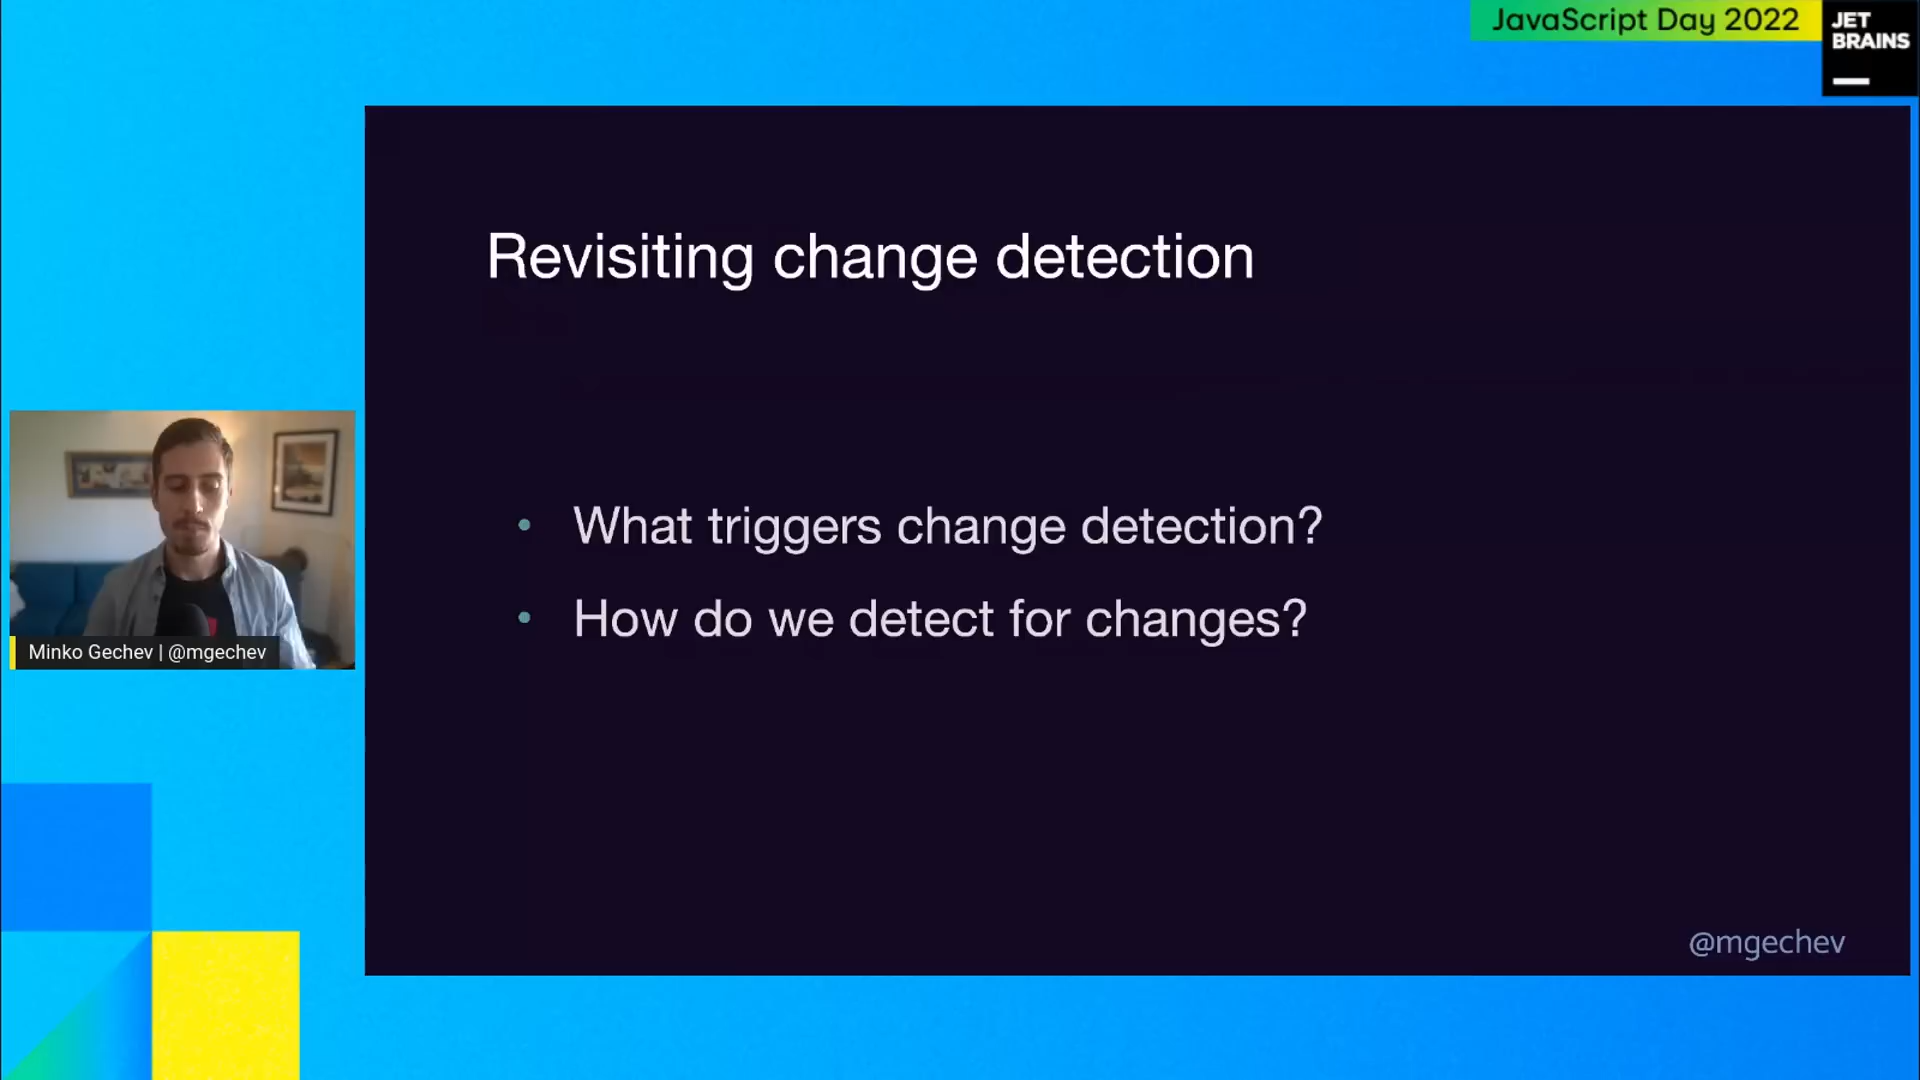 JavaScript Day 2022
JET
BRAINS
Revisiting change detection
• What triggers change detection?
• How do we detect for changes?
Minko Gechev | @mgechev
@mgechev